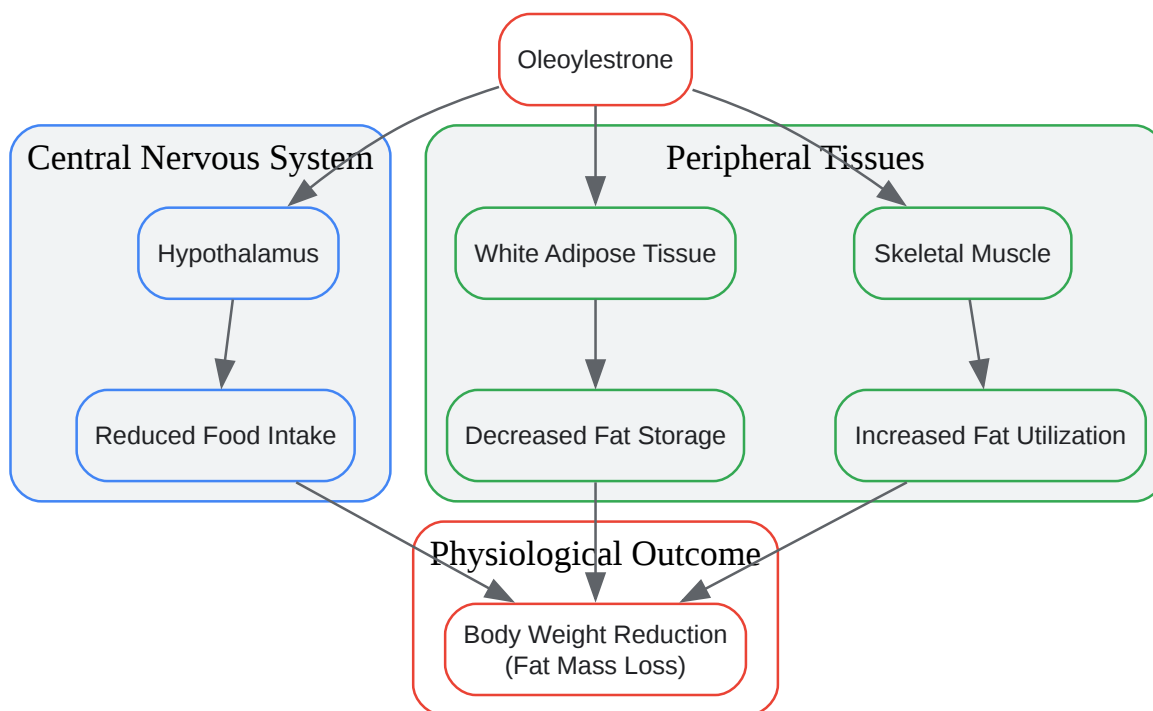 Oleoylestrone
Central Nervous System
Peripheral Tissues
Hypothalamus
White Adipose Tissue
Skeletal Muscle
Reduced Food Intake
Decreased Fat Storage
Increased Fat Utilization
Physiological Outcome
Body Weight Reduction
(Fat Mass Loss)